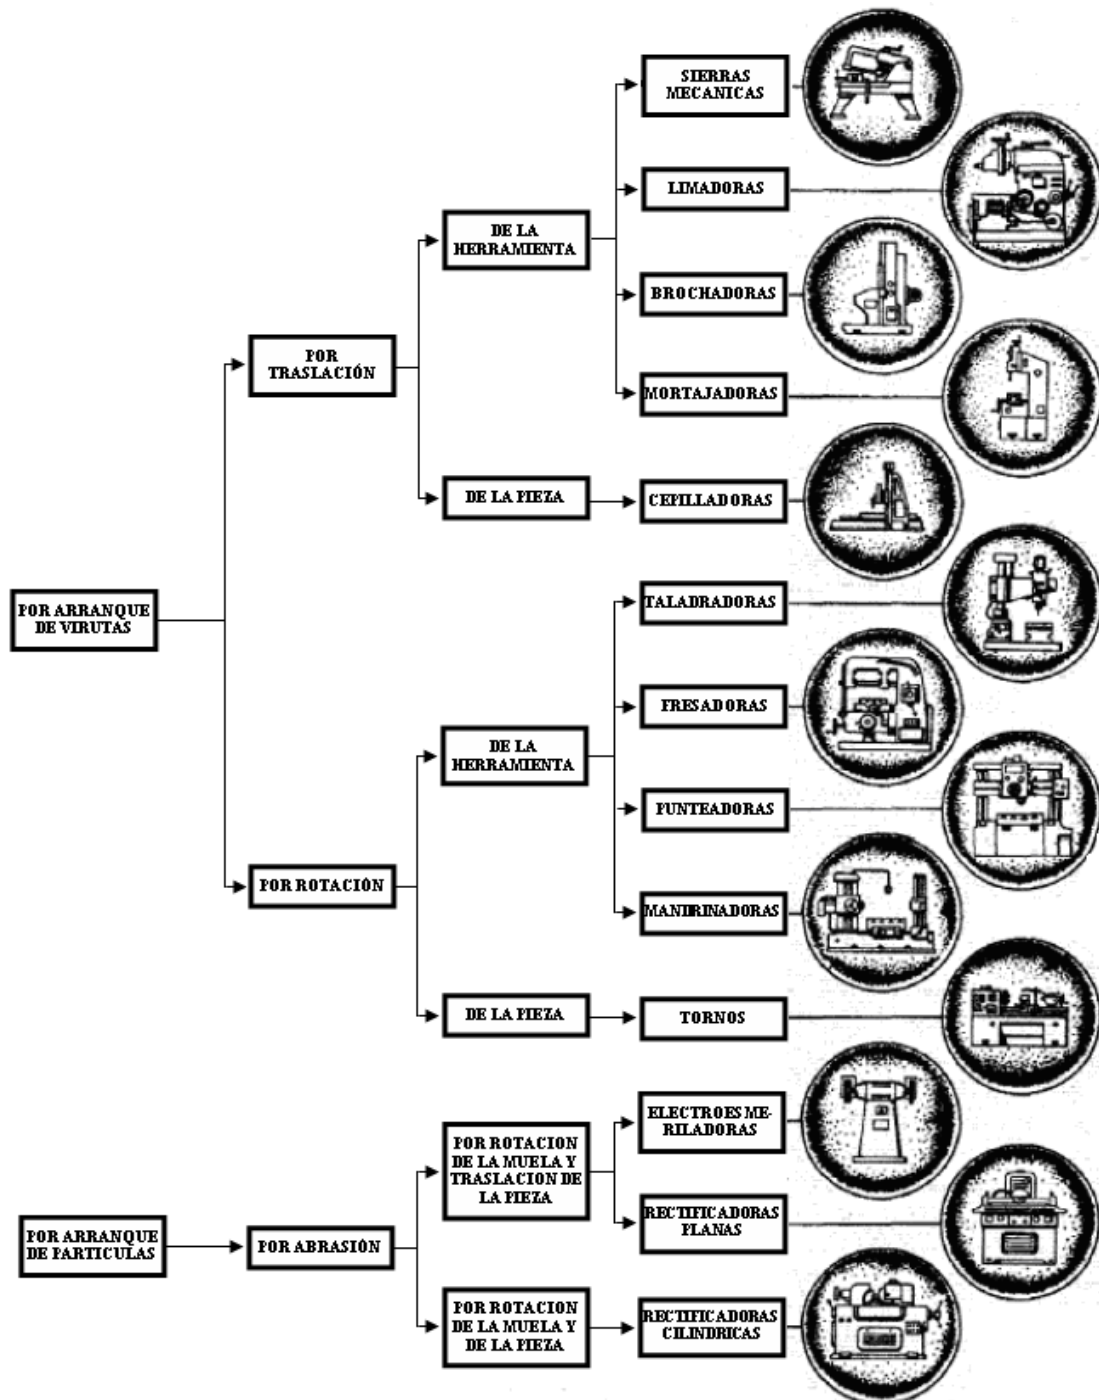 SIERRAS
MECANICAS
LIMADORAS
DE LA
HERRAMIENTA
BROCHADORAS
POR
TRASLACIÓN
MORTAJADORAS
DE LA PIEZA
CEPILLADORAS
POR ARRANQUE
DE VIRUTAS
TALADRADORAS
FRESADORAS
DE LA
HERRAMIENTA
PUNTEADORAS
POR ROTACIÓN
MANDRINADORAS
DE LA PIEZA
TORNOS
ELECTROESME-
RILADORAS
POR ROTACION
DE LA MUELA Y
TRASLACION DE
LA PIEZA
RECTIFICADORAS
PLANAS
POR ARRANQUE
DE PARTICULAS
POR ABRASIÓN
POR ROTACION
DE LA MUELA Y
DE LA PIEZA
RECTIFICADORAS
CILINDRICAS